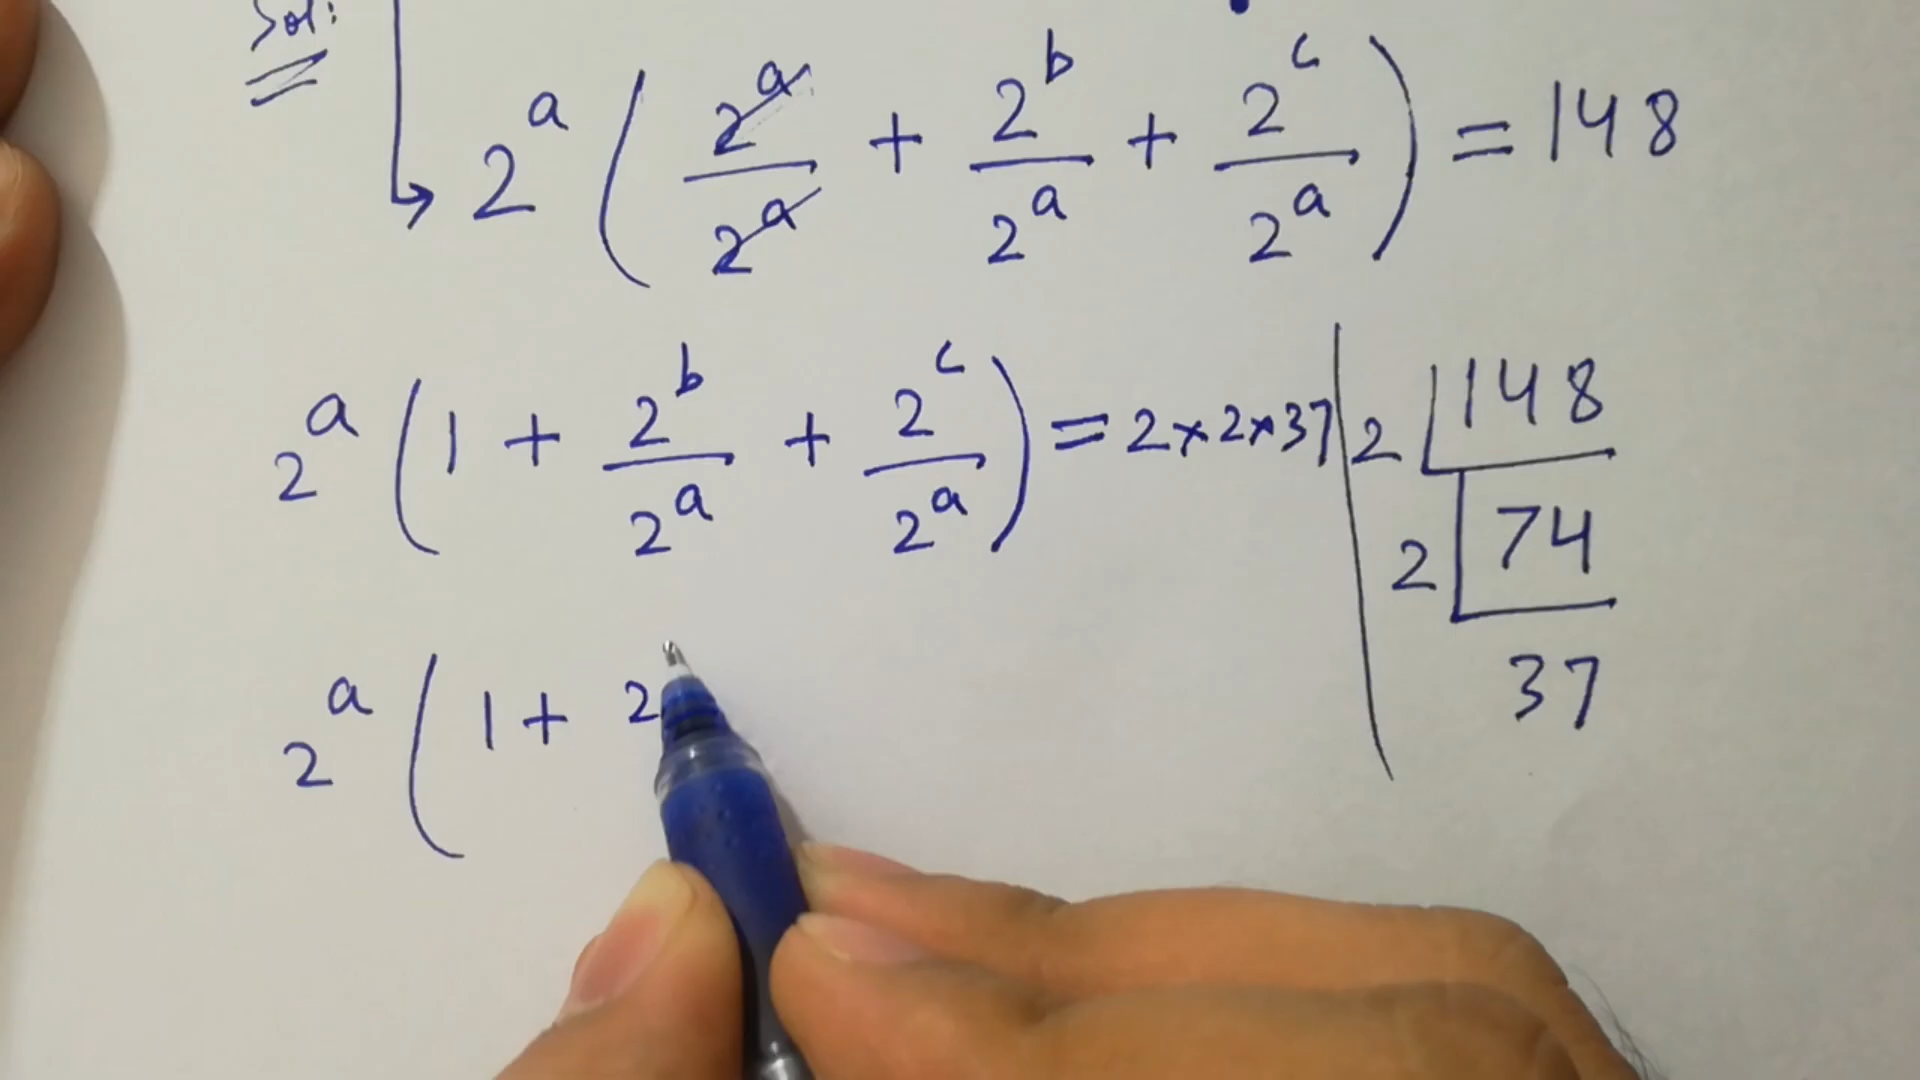 Sol:
2^a ( 2^a/2^a + 2^b/2^a + 2^c/2^a ) = 148
2^a ( 1 + 2^b/2^a + 2^c/2^a ) = 2×2×37
2^a ( 1 + 2
2 | 148
2 | 74
37